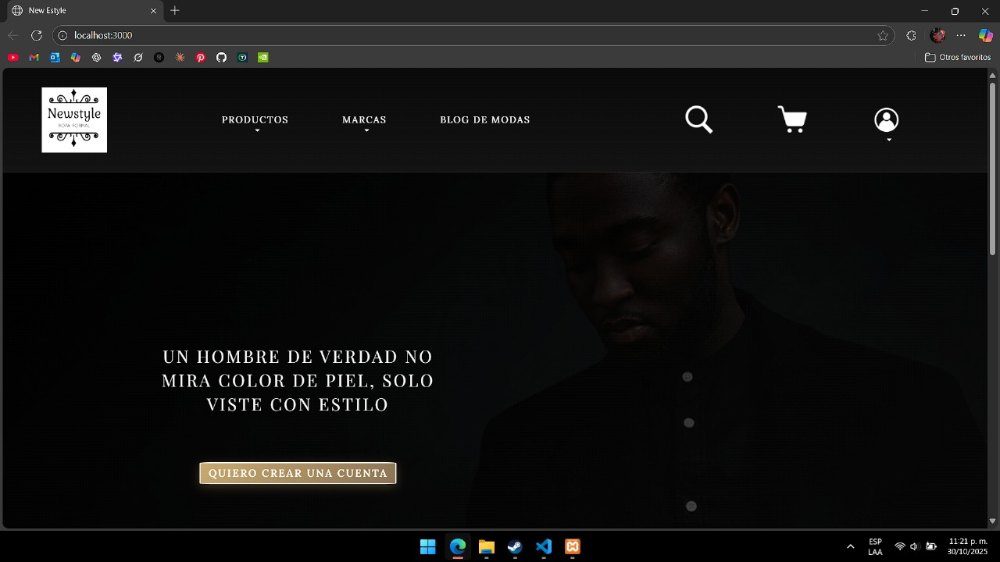 New Estyle
localhost:3000
Otros favoritos
Newstyle
ROPA FORMAL
PRODUCTOS
MARCAS
BLOG DE MODAS
UN HOMBRE DE VERDAD NO
MIRA COLOR DE PIEL, SOLO
VISTE CON ESTILO
QUIERO CREAR UNA CUENTA
ESP
LAA
11:21 p. m.
30/10/2025